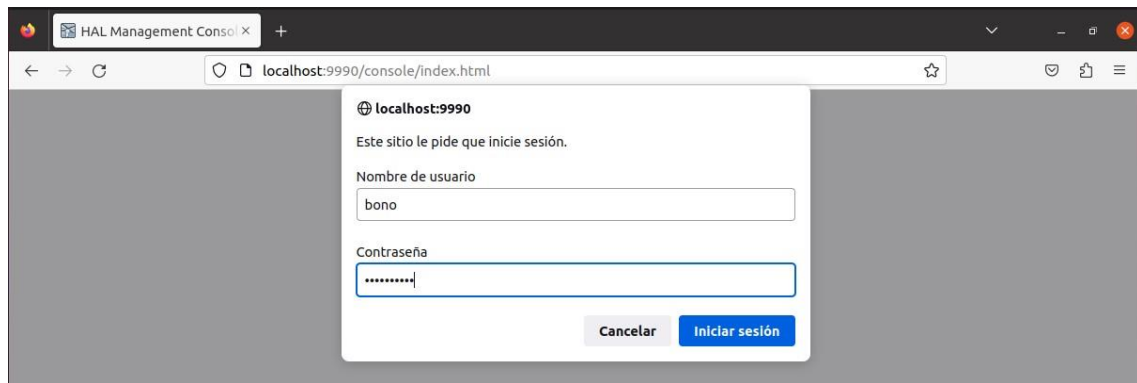 HAL Management Consol
localhost:9990/console/index.html
localhost:9990
Este sitio le pide que inicie sesión.
Nombre de usuario
bono
Contraseña
••••••••••
Cancelar
Iniciar sesión